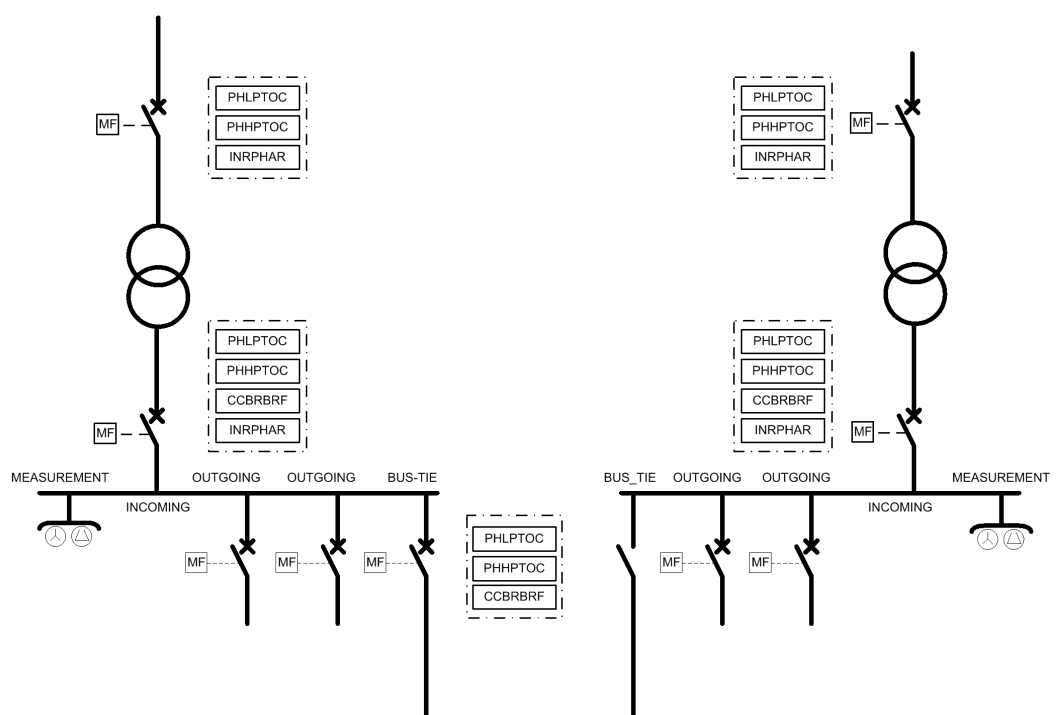 PHLPTOC
PHHPTOC
INRPHAR
MF
PHLPTOC
PHHPTOC
INRPHAR
MF
PHLPTOC
PHHPTOC
CCBRBRF
INRPHAR
MF
PHLPTOC
PHHPTOC
CCBRBRF
INRPHAR
MF
MEASUREMENT
OUTGOING
OUTGOING
BUS-TIE
INCOMING
BUS_TIE
OUTGOING
OUTGOING
MEASUREMENT
INCOMING
MF
MF
MF
PHLPTOC
PHHPTOC
CCBRBRF
MF
MF